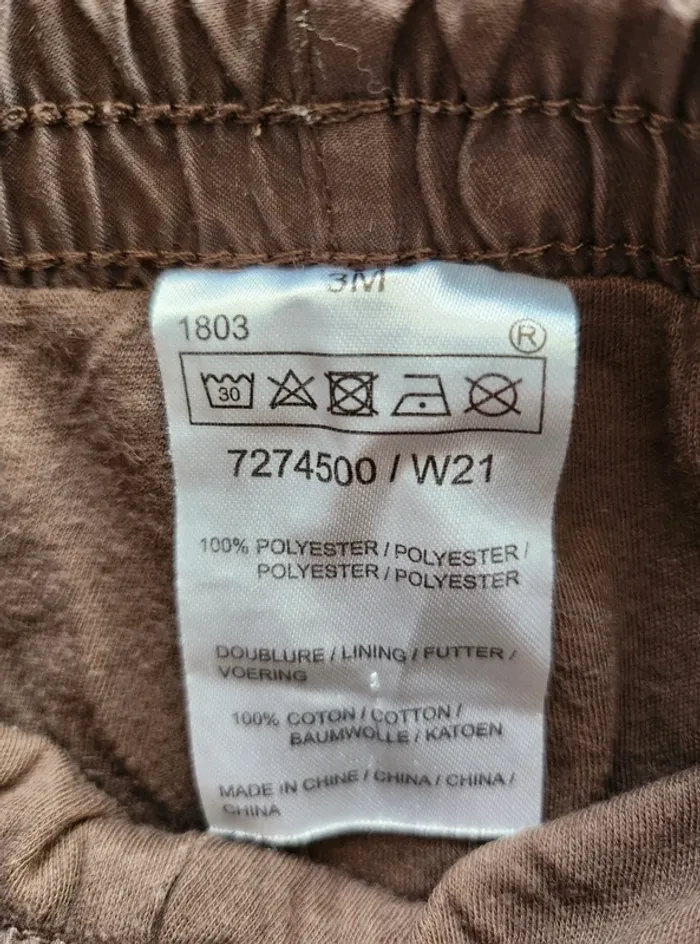 3M
1803
®
30
7274500 / W21
100% POLYESTER / POLYESTER /
POLYESTER / POLYESTER
DOUBLURE / LINING / FUTTER /
VOERING
100% COTON / COTTON /
BAUMWOLLE / KATOEN
MADE IN CHINE / CHINA / CHINA /
CHINA